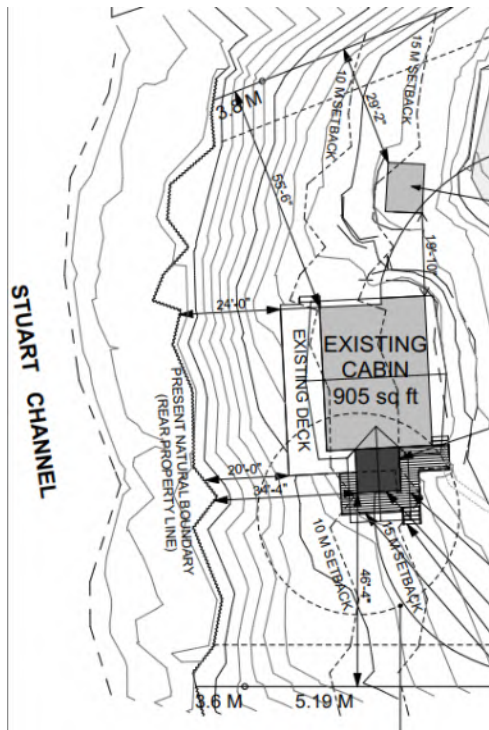 15 M SETBACK
10 M SETBACK
3.8 M
29'-2"
55'-6"
19'-10"
24'-0"
STUART CHANNEL
EXISTING
CABIN
905 sq ft
EXISTING DECK
PRESENT NATURAL BOUNDARY
(REAR PROPERTY LINE)
20'-0"
34'-4"
10 M SETBACK
15 M SETBACK
46'-4"
3.6 M
5.19 M